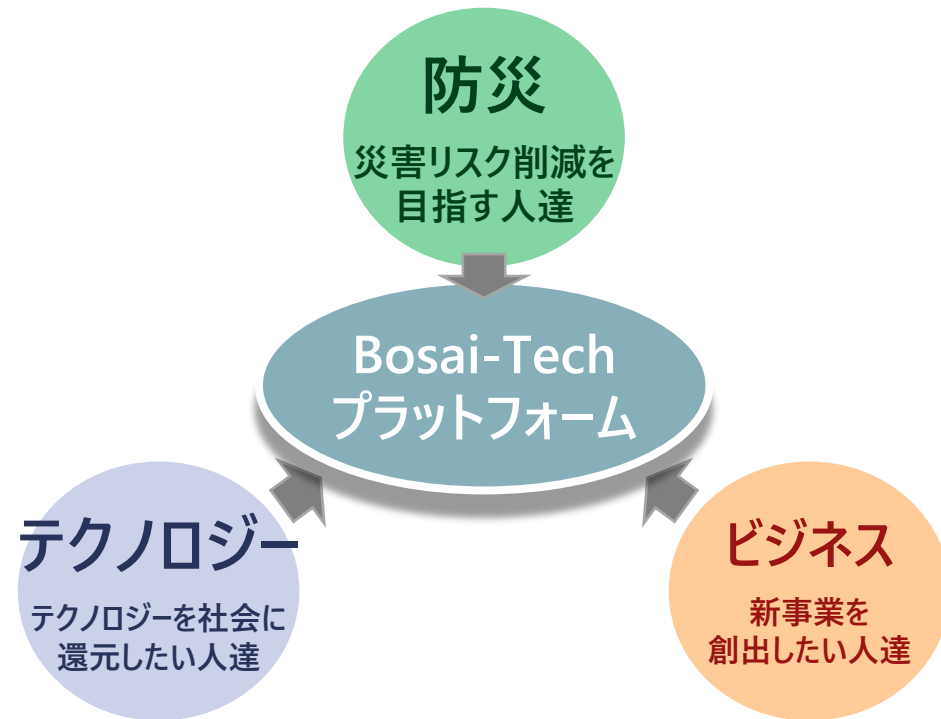 防災
災害リスク削減を
目指す人達
Bosai-Tech
プラットフォーム
テクノロジー
テクノロジーを社会に
還元したい人達
ビジネス
新事業を
創出したい人達